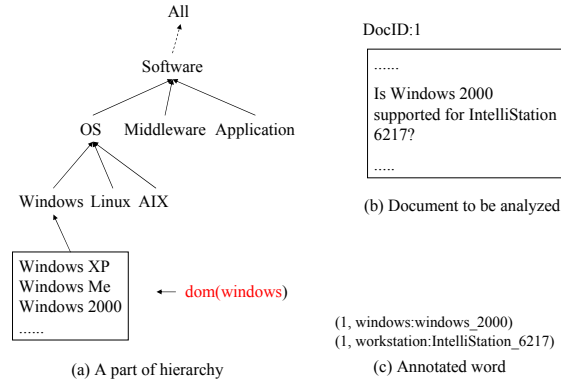 All
Software
OS Middleware Application
Windows Linux AIX
Windows XP
Windows Me
Windows 2000
......
dom(windows)
(a) A part of hierarchy
DocID:1
......
Is Windows 2000
supported for IntelliStation
6217?
.....
(b) Document to be analyzed
(1, windows:windows_2000)
(1, workstation:IntelliStation_6217)
(c) Annotated word